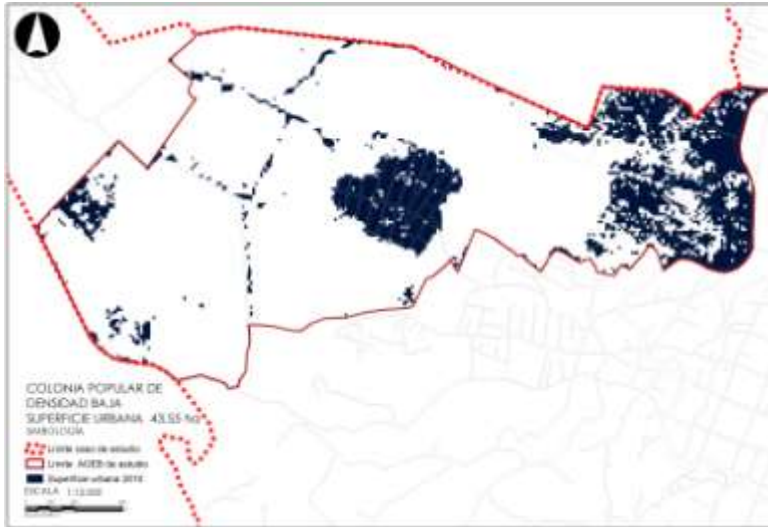 COLONIA POPULAR DE
DENSIDAD BAJA
SUPERFICIE URBANA 43.55 ha
SIMBOLOGÍA
Límite caso de estudio
Límite AGEB de estudio
Superficie urbana 2010
ESCALA